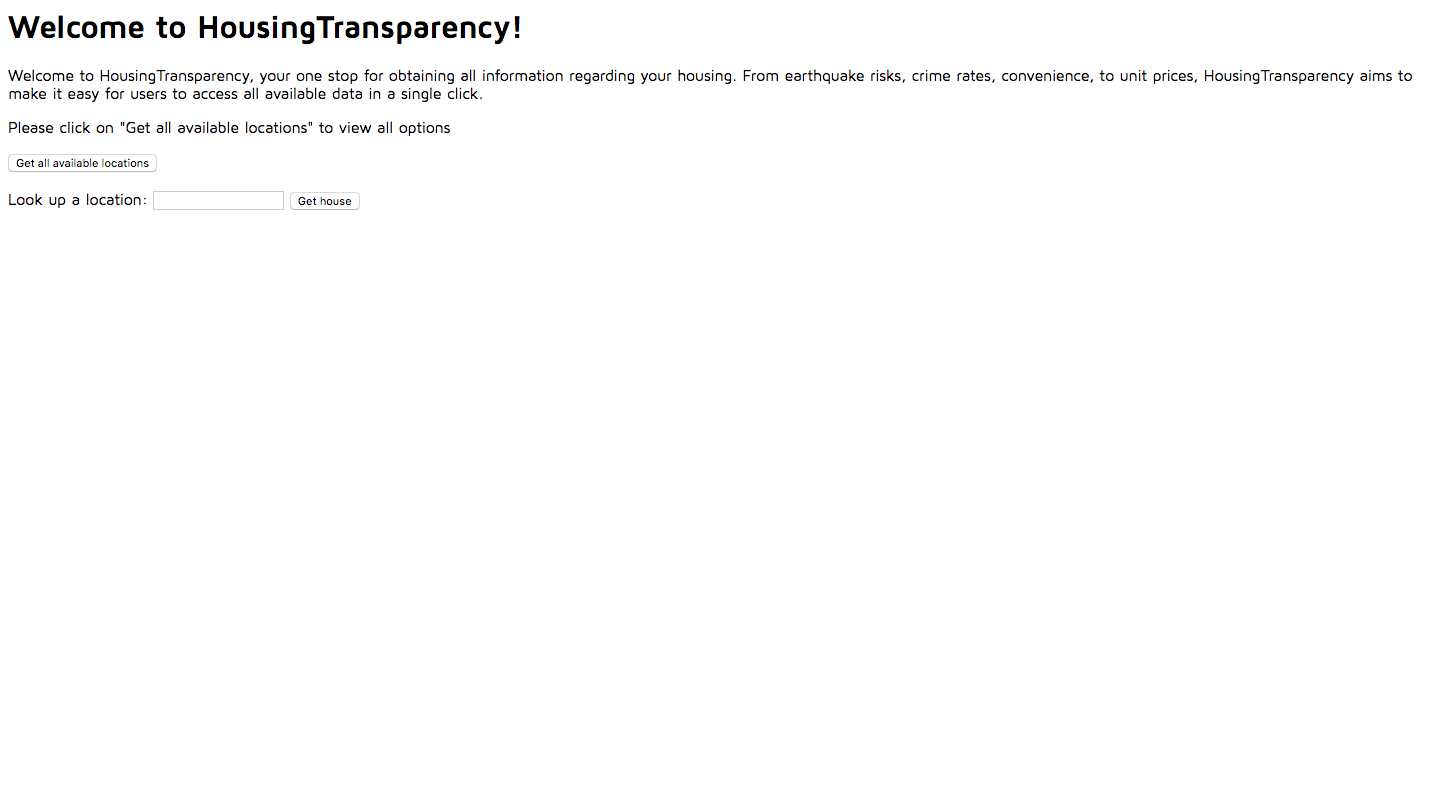 Welcome to HousingTransparency!
Welcome to HousingTransparency, your one stop for obtaining all information regarding your housing. From earthquake risks, crime rates, convenience, to unit prices, HousingTransparency aims to
make it easy for users to access all available data in a single click.
Please click on "Get all available locations" to view all options
Get all available locations
Look up a location: Get house